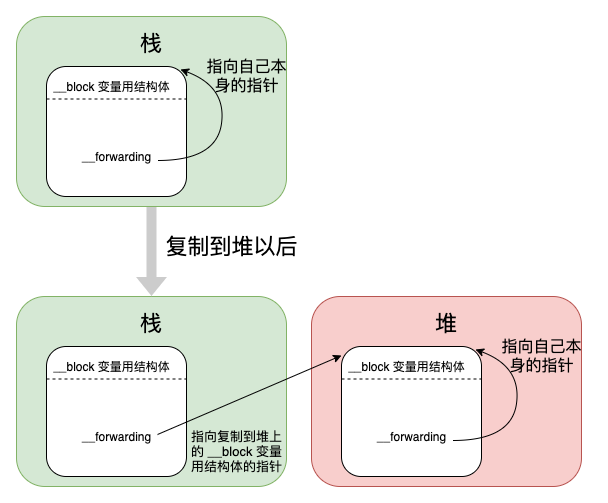 栈
指向自己本
身的指针
__block 变量用结构体
__forwarding
复制到堆以后
栈
__block 变量用结构体
__forwarding
指向复制到堆上
的 __block 变量
用结构体的指针
堆
指向自己本
身的指针
__block 变量用结构体
__forwarding